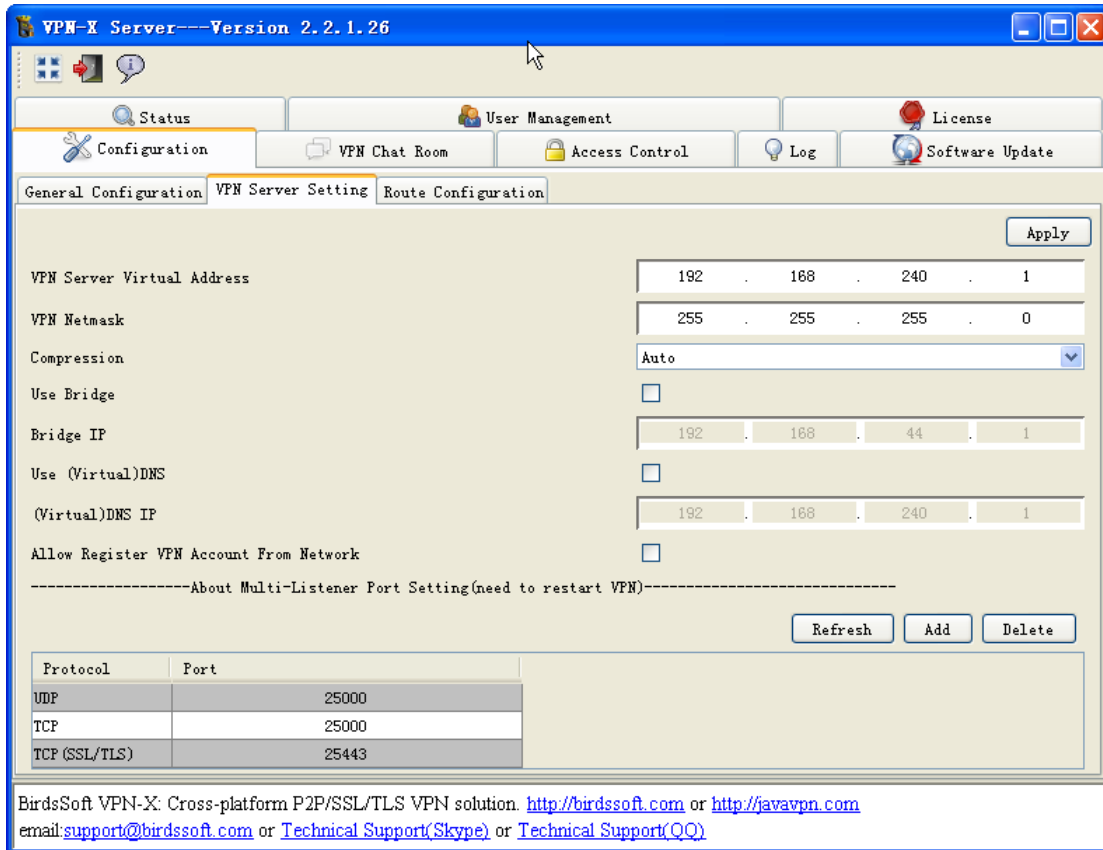 VPN-X Server---Version 2.2.1.26
Status User Management License
Configuration VPN Chat Room Access Control Log Software Update
General Configuration VPN Server Setting Route Configuration
Apply
VPN Server Virtual Address 192 . 168 . 240 . 1
VPN Netmask 255 . 255 . 255 . 0
Compression Auto
Use Bridge
Bridge IP 192 . 168 . 44 . 1
Use (Virtual)DNS
(Virtual)DNS IP 192 . 168 . 240 . 1
Allow Register VPN Account From Network
-------------------About Multi-Listener Port Setting(need to restart VPN)------------------------------
Refresh Add Delete
Protocol Port
UDP 25000
TCP 25000
TCP(SSL/TLS) 25443
BirdsSoft VPN-X: Cross-platform P2P/SSL/TLS VPN solution. http://birdssoft.com or http://javavpn.com
email:support@birdssoft.com or Technical Support(Skype) or Technical Support(QQ)